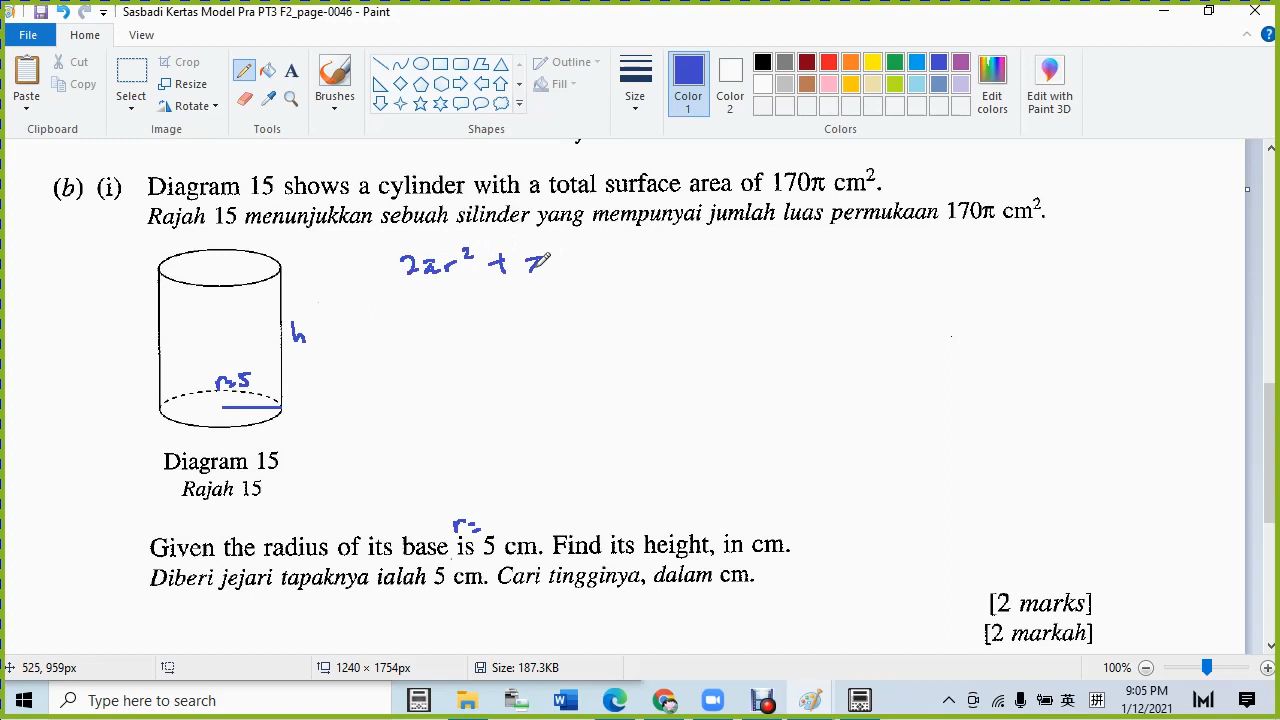 Sasbadi Kertas Model Pra PT3 F2_page-0046 - Paint
File Home View
Cut
Copy
Paste
Clipboard
Select
Crop
Resize
Rotate
Image
A
Tools
Brushes
Outline
Fill
Shapes
Size
Color 1
Color 2
Edit colors
Edit with Paint 3D
Colors
(b) (i) Diagram 15 shows a cylinder with a total surface area of 170π cm².
Rajah 15 menunjukkan sebuah silinder yang mempunyai jumlah luas permukaan 170π cm².
2πr² +
h
r=5
Diagram 15
Rajah 15
r=
Given the radius of its base is 5 cm. Find its height, in cm.
Diberi jejari tapaknya ialah 5 cm. Cari tingginya, dalam cm.
[2 marks]
[2 markah]
525, 959px
1240 × 1754px
Size: 187.3KB
100%
Type here to search
英
拼
9:05 PM
1/12/2021